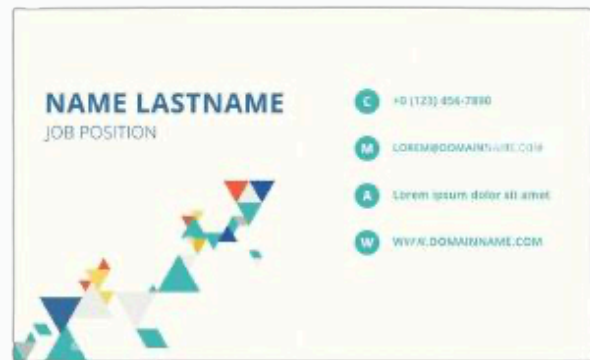 NAME LASTNAME
JOB POSITION
C +0 (123) 456-7890
M LOREM@DOMAINNAME.COM
A Lorem ipsum dolor sit amet
W WWW.DOMAINNAME.COM